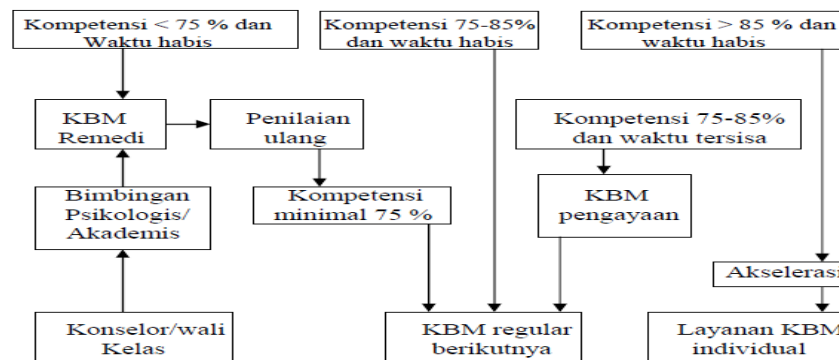 Kompetensi < 75 % dan
Waktu habis
Kompetensi 75-85%
dan waktu habis
Kompetensi > 85 % dan
waktu habis
KBM
Remedi
Penilaian
ulang
Kompetensi 75-85%
dan waktu tersisa
Bimbingan
Psikologis/
Akademis
Kompetensi
minimal 75 %
KBM
pengayaan
Akselerasi
Konselor/wali
Kelas
KBM regular
berikutnya
Layanan KBM
individual